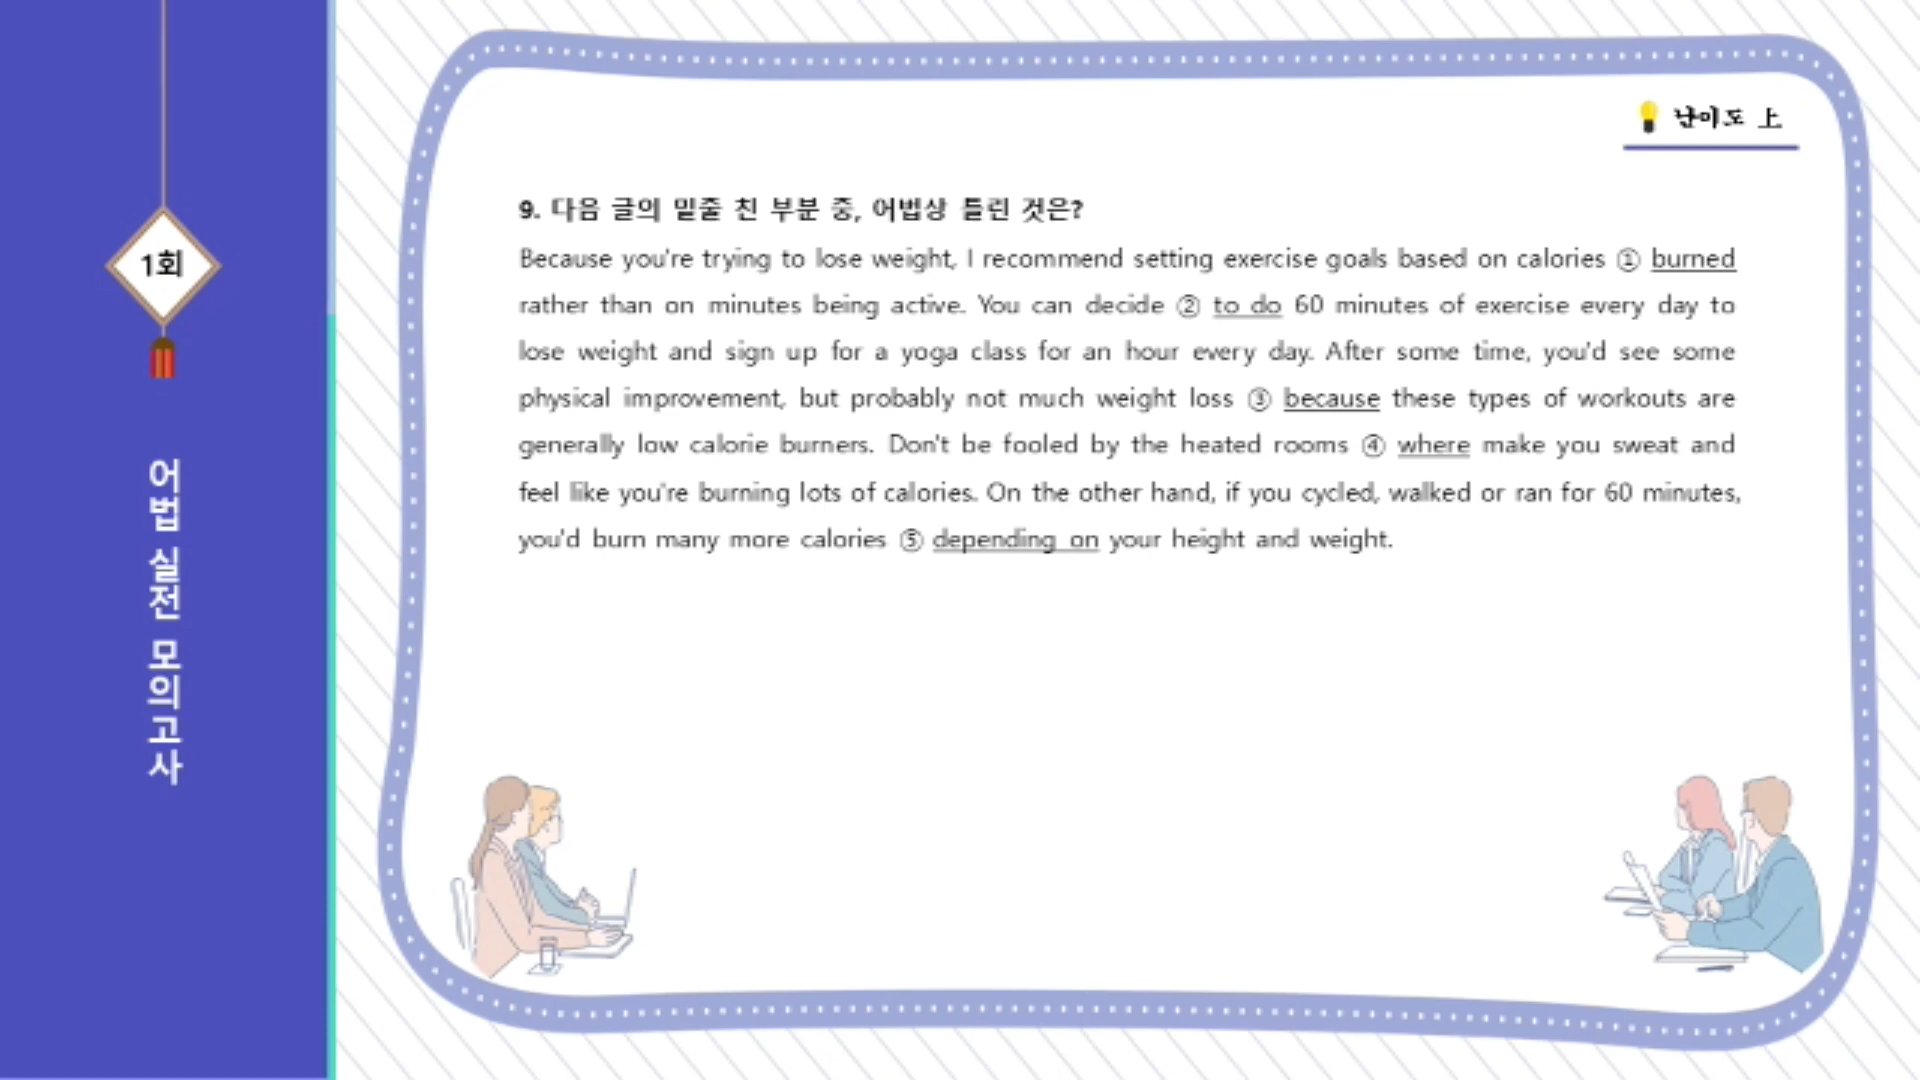 1회
어법 실전 모의고사
난이도 上
9. 다음 글의 밑줄 친 부분 중, 어법상 틀린 것은?
Because you're trying to lose weight, I recommend setting exercise goals based on calories ① burned
rather than on minutes being active. You can decide ② to do 60 minutes of exercise every day to
lose weight and sign up for a yoga class for an hour every day. After some time, you'd see some
physical improvement, but probably not much weight loss ③ because these types of workouts are
generally low calorie burners. Don't be fooled by the heated rooms ④ where make you sweat and
feel like you're burning lots of calories. On the other hand, if you cycled, walked or ran for 60 minutes,
you'd burn many more calories ⑤ depending on your height and weight.